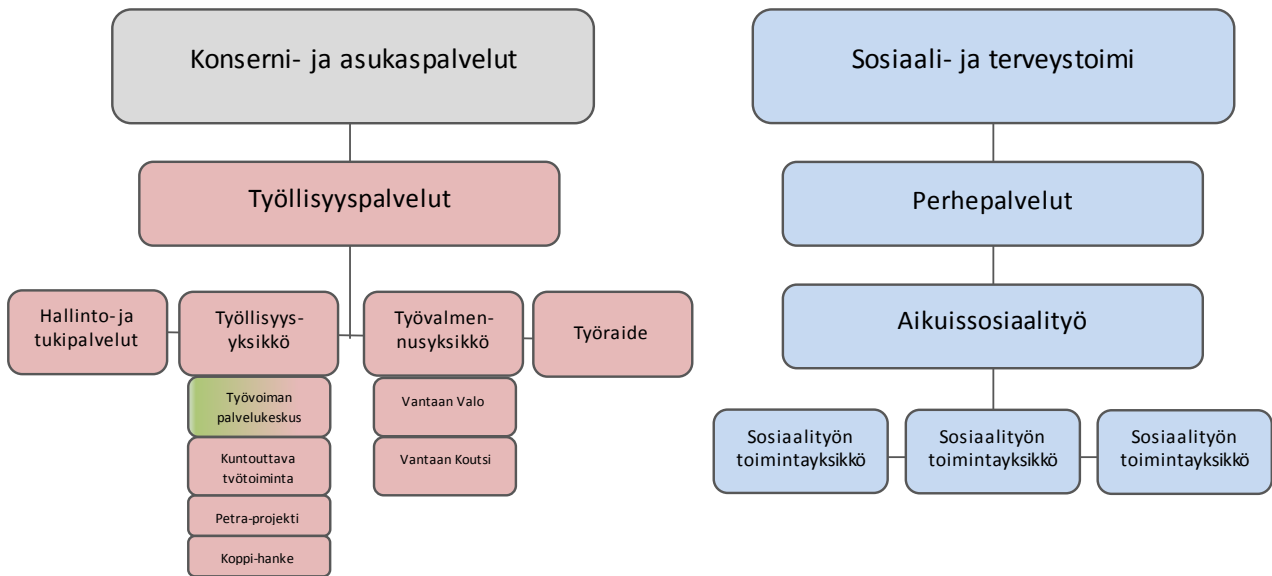 Konserni- ja asukaspalvelut
Työllisyyspalvelut
Hallinto- ja
tukipalvelut
Työllisyys-
yksikkö
Työvalmen-
nusyksikkö
Työraide
Työvoiman
palvelukeskus
Kuntouttava
tvötoiminta
Petra-projekti
Koppi-hanke
Vantaan Valo
Vantaan Koutsi
Sosiaali- ja terveystoimi
Perhepalvelut
Aikuissosiaalityö
Sosiaalityön
toimintayksikkö
Sosiaalityön
toimintayksikkö
Sosiaalityön
toimintayksikkö